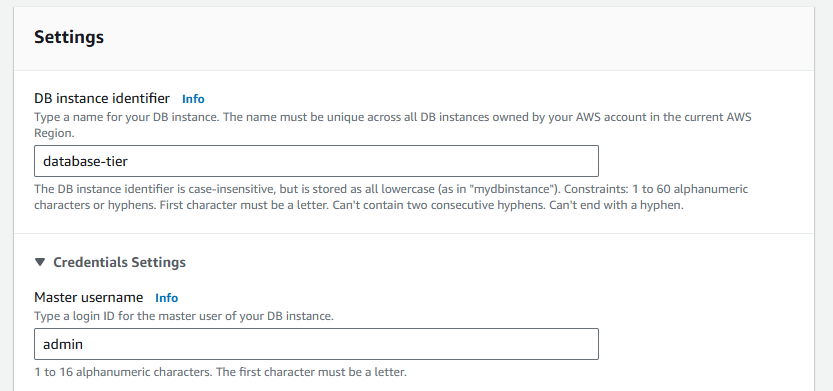 Settings
DB instance identifier Info
Type a name for your DB instance. The name must be unique across all DB instances owned by your AWS account in the current AWS
Region.
database-tier
The DB instance identifier is case-insensitive, but is stored as all lowercase (as in "mydbinstance"). Constraints: 1 to 60 alphanumeric
characters or hyphens. First character must be a letter. Can't contain two consecutive hyphens. Can't end with a hyphen.
Credentials Settings
Master username Info
Type a login ID for the master user of your DB instance.
admin
1 to 16 alphanumeric characters. The first character must be a letter.